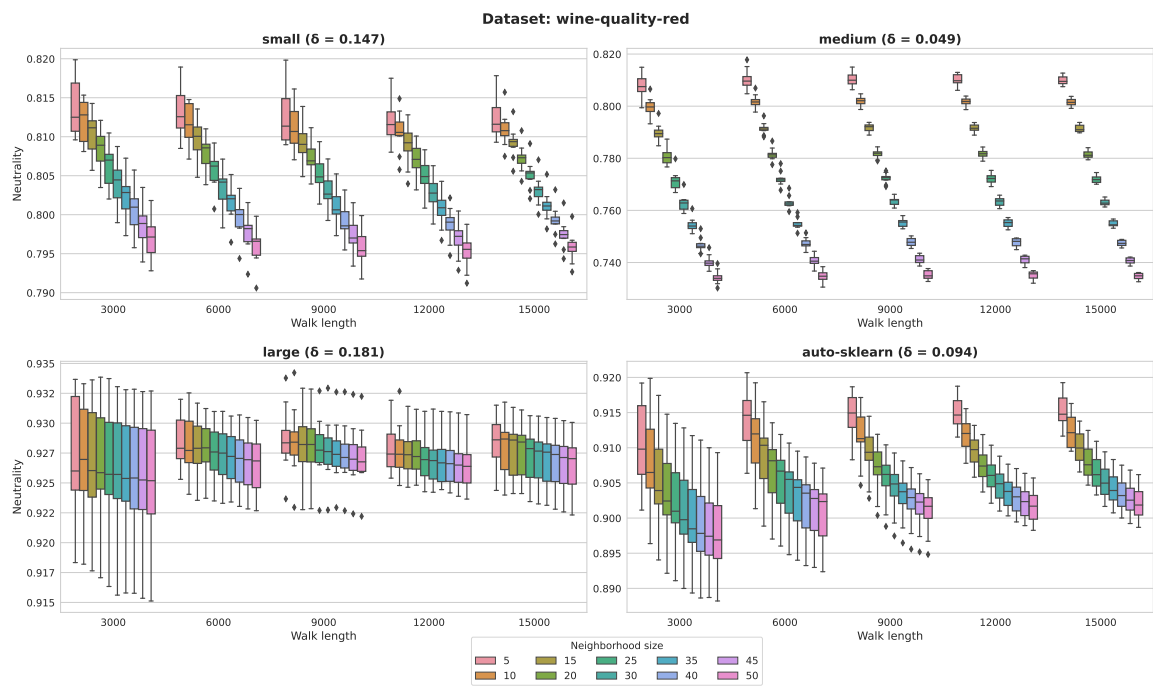 Dataset: wine-quality-red
small (δ = 0.147)
medium (δ = 0.049)
0.820
0.815
0.810
0.805
0.800
0.795
0.790
Neutrality
3000 6000 9000 12000 15000
Walk length
0.820
0.800
0.780
0.760
0.740
3000 6000 9000 12000 15000
Walk length
large (δ = 0.181)
auto-sklearn (δ = 0.094)
0.935
0.932
0.930
0.927
0.925
0.922
0.920
0.917
0.915
Neutrality
3000 6000 9000 12000 15000
Walk length
0.920
0.915
0.910
0.905
0.900
0.895
0.890
3000 6000 9000 12000 15000
Walk length
Neighborhood size
5 15 25 35 45
10 20 30 40 50